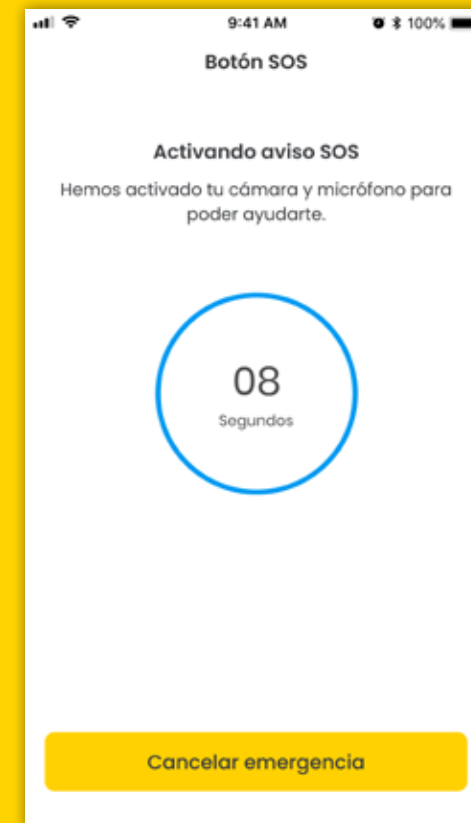 9:41 AM
100%
Botón SOS
Activando aviso SOS
Hemos activado tu cámara y micrófono para
poder ayudarte.
08
Segundos
Cancelar emergencia